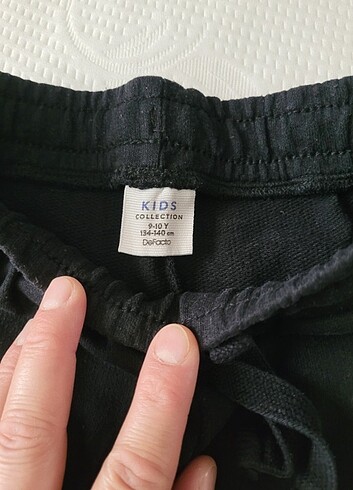 KIDS
COLLECTION
9-10 Y
134-140 cm
DeFacto